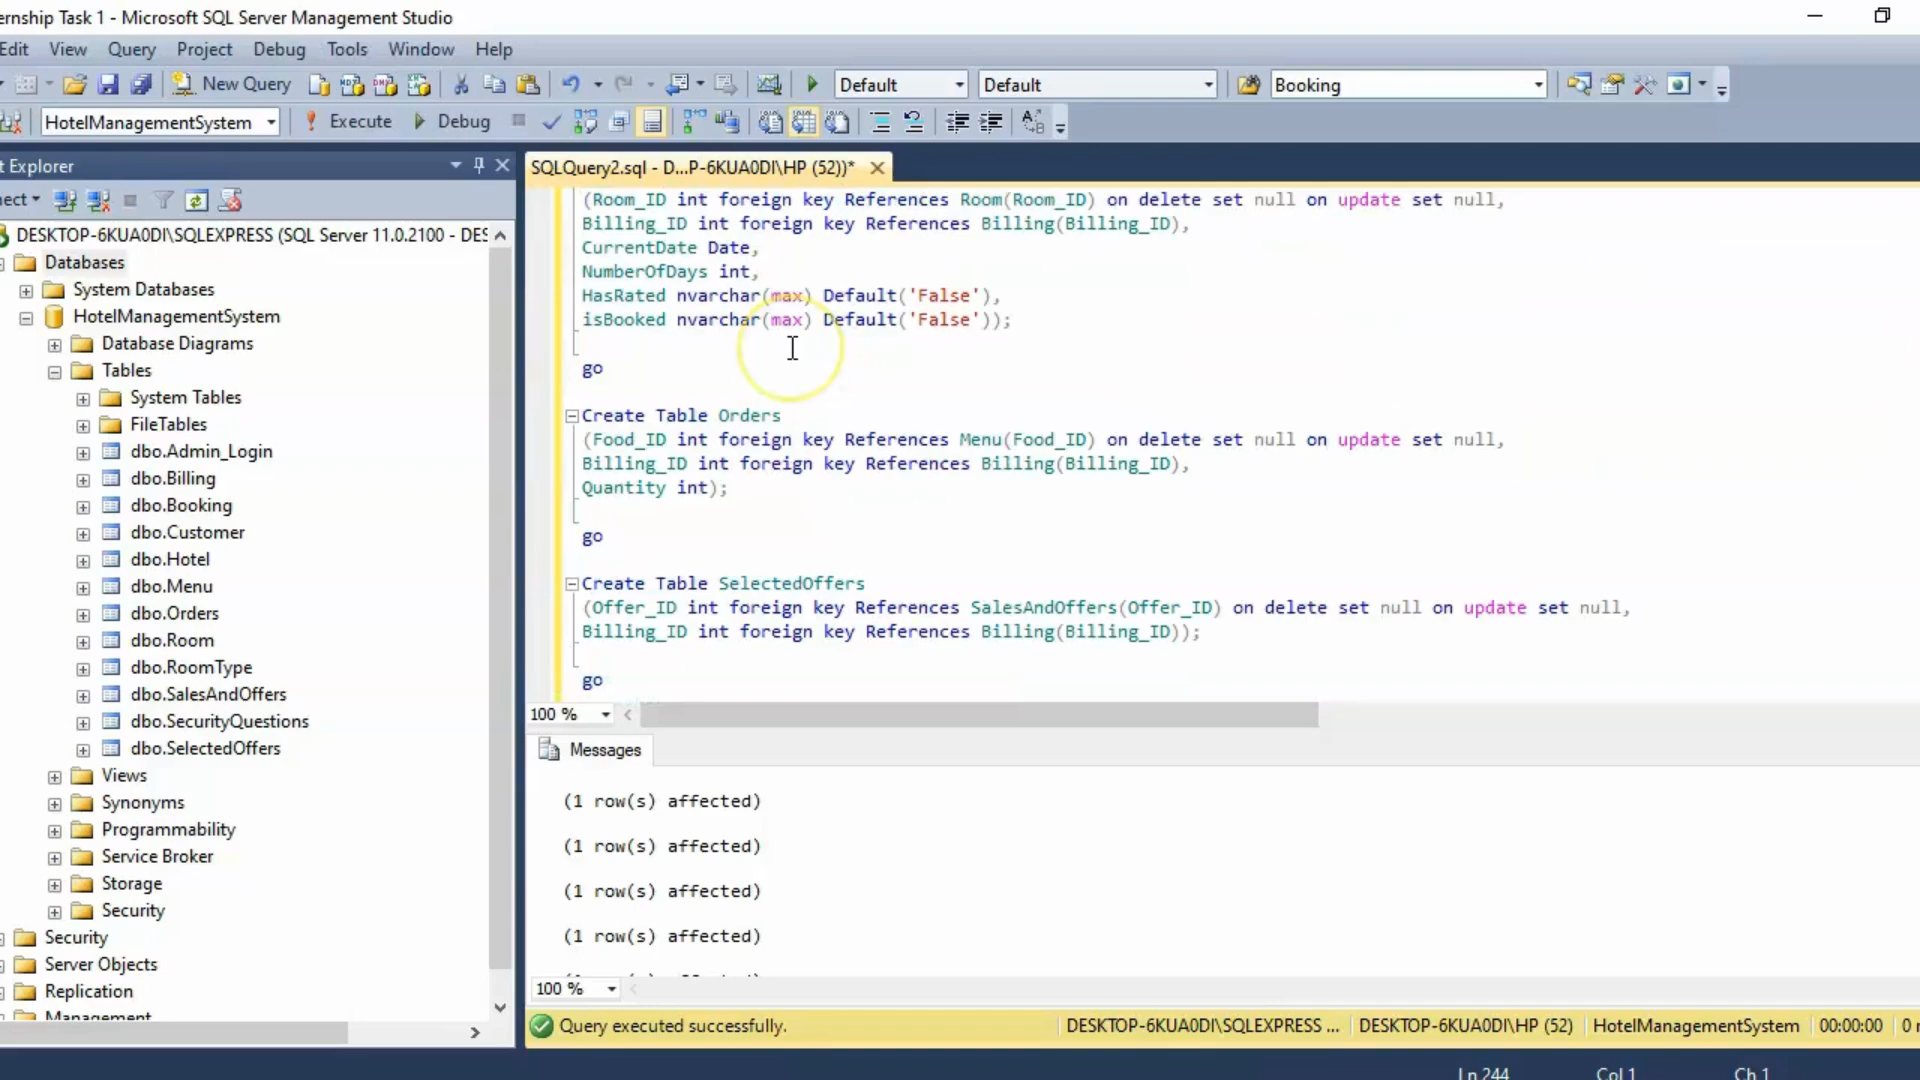 ernship Task 1 - Microsoft SQL Server Management Studio
Edit View Query Project Debug Tools Window Help
New Query Default Default Booking
HotelManagementSystem Execute Debug
t Explorer
SQLQuery2.sql - D...P-6KUA0DI\HP (52))*
ect
DESKTOP-6KUA0DI\SQLEXPRESS (SQL Server 11.0.2100 - DES
Databases
System Databases
HotelManagementSystem
Database Diagrams
Tables
System Tables
FileTables
dbo.Admin_Login
dbo.Billing
dbo.Booking
dbo.Customer
dbo.Hotel
dbo.Menu
dbo.Orders
dbo.Room
dbo.RoomType
dbo.SalesAndOffers
dbo.SecurityQuestions
dbo.SelectedOffers
Views
Synonyms
Programmability
Service Broker
Storage
Security
Security
Server Objects
Replication
Management
(Room_ID int foreign key References Room(Room_ID) on delete set null on update set null,
Billing_ID int foreign key References Billing(Billing_ID),
CurrentDate Date,
NumberOfDays int,
HasRated nvarchar(max) Default('False'),
isBooked nvarchar(max) Default('False'));
go
Create Table Orders
(Food_ID int foreign key References Menu(Food_ID) on delete set null on update set null,
Billing_ID int foreign key References Billing(Billing_ID),
Quantity int);
go
Create Table SelectedOffers
(Offer_ID int foreign key References SalesAndOffers(Offer_ID) on delete set null on update set null,
Billing_ID int foreign key References Billing(Billing_ID));
go
100 %
Messages
(1 row(s) affected)
(1 row(s) affected)
(1 row(s) affected)
(1 row(s) affected)
100 %
Query executed successfully. DESKTOP-6KUA0DI\SQLEXPRESS ... DESKTOP-6KUA0DI\HP (52) HotelManagementSystem 00:00:00 0
Ln 244 Col 1 Ch 1